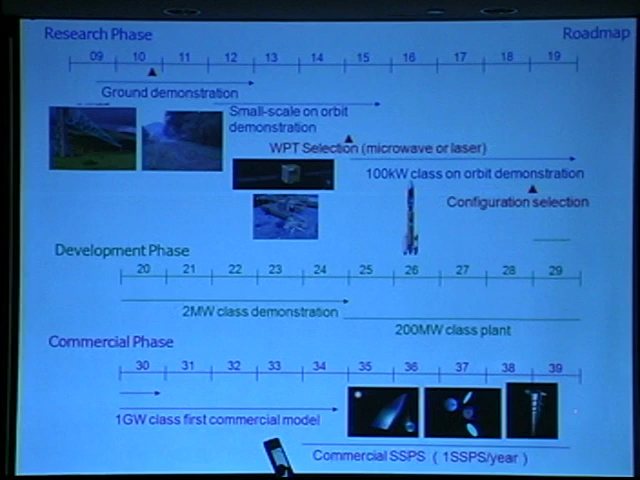 Research Phase
Roadmap
09 10 11 12 13 14 15 16 17 18 19
Ground demonstration
Small-scale on orbit
demonstration
WPT Selection (microwave or laser)
100kW class on orbit demonstration
Configuration selection
Development Phase
20 21 22 23 24 25 26 27 28 29
2MW class demonstration
200MW class plant
Commercial Phase
30 31 32 33 34 35 36 37 38 39
1GW class first commercial model
Commercial SSPS ( 1SSPS/year )